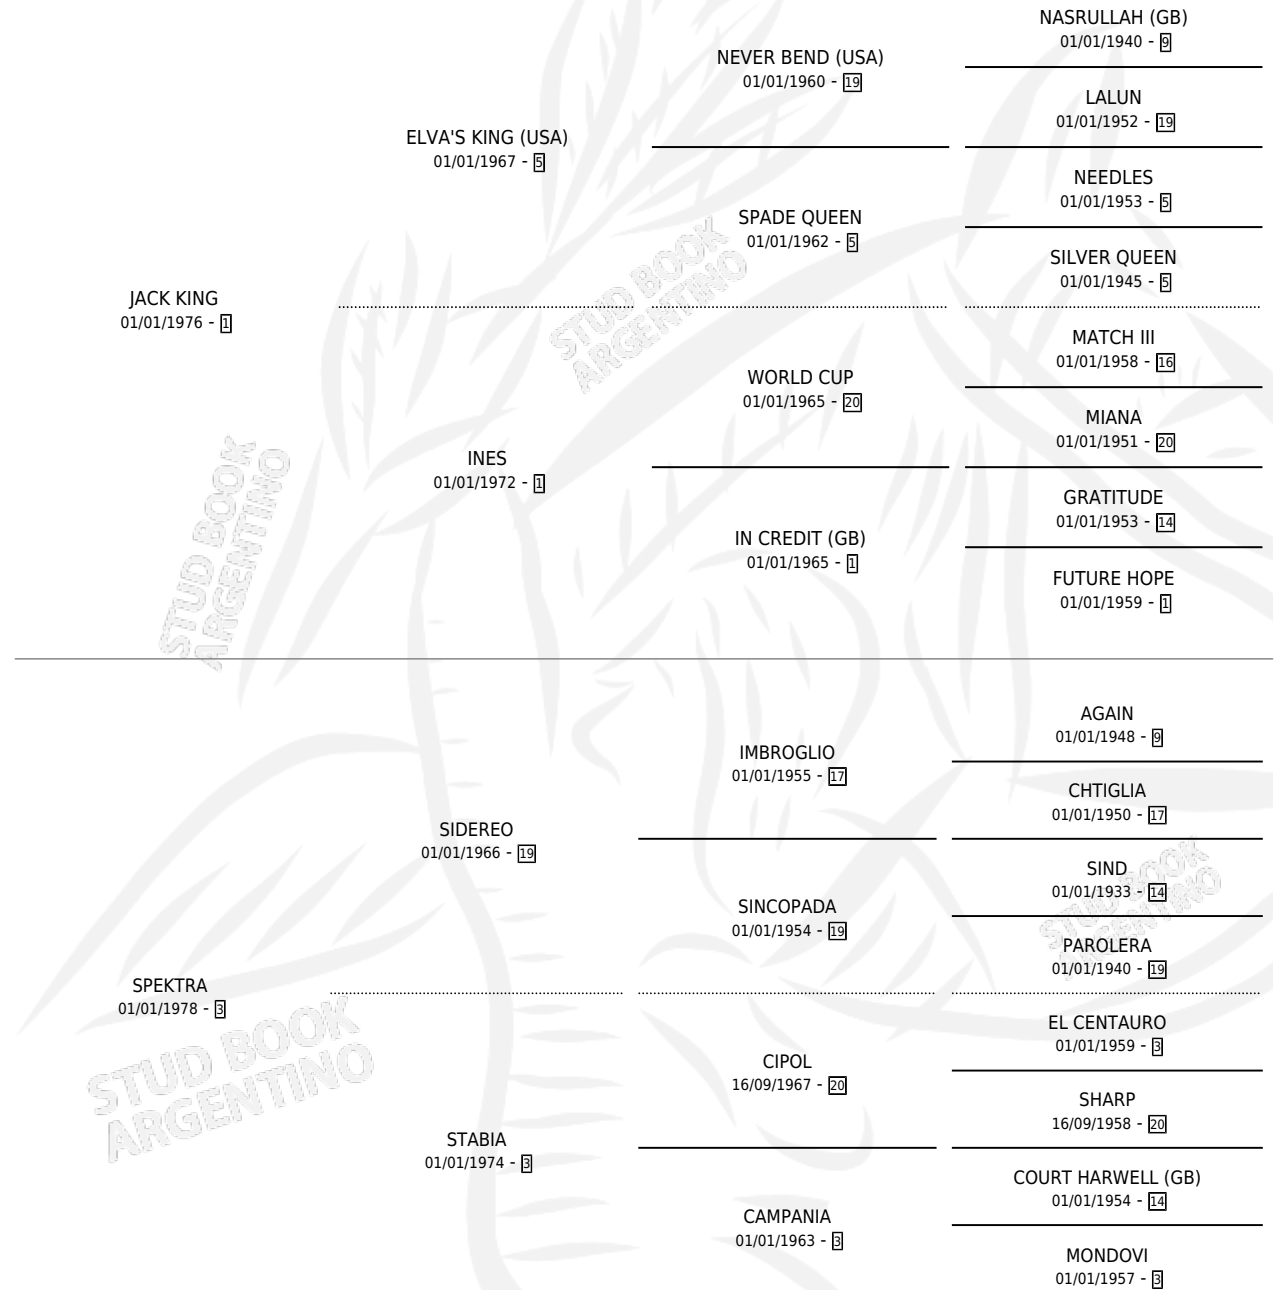 NASRULLAH (GB)
01/01/1940 - 9
NEVER BEND (USA)
01/01/1960 - 19
LALUN
01/01/1952 - 19
ELVA'S KING (USA)
01/01/1967 - 5
NEEDLES
01/01/1953 - 5
SPADE QUEEN
01/01/1962 - 5
SILVER QUEEN
01/01/1945 - 5
JACK KING
01/01/1976 - 1
MATCH III
01/01/1958 - 16
WORLD CUP
01/01/1965 - 20
MIANA
01/01/1951 - 20
INES
01/01/1972 - 1
GRATITUDE
01/01/1953 - 14
IN CREDIT (GB)
01/01/1965 - 1
FUTURE HOPE
01/01/1959 - 1
AGAIN
01/01/1948 - 9
IMBROGLIO
01/01/1955 - 17
CHTIGLIA
01/01/1950 - 17
SIDEREO
01/01/1966 - 19
SIND
01/01/1933 - 14
SINCOPADA
01/01/1954 - 19
PAROLERA
01/01/1940 - 19
SPEKTRA
01/01/1978 - 3
EL CENTAURO
01/01/1959 - 3
CIPOL
16/09/1967 - 20
SHARP
16/09/1958 - 20
STABIA
01/01/1974 - 3
COURT HARWELL (GB)
01/01/1954 - 14
CAMPANIA
01/01/1963 - 3
MONDOVI
01/01/1957 - 3
STUD BOOK
ARGENTINO
STUD BOOK
ARGENTINO
STUD BOOK
ARGENTINO
STUD BOOK
ARGENTINO